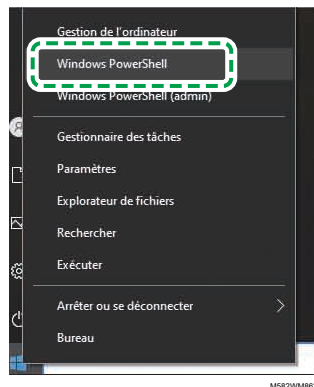 Gestion de l'ordinateur
Windows PowerShell
Windows PowerShell (admin)
Gestionnaire des tâches
Paramètres
Explorateur de fichiers
Rechercher
Exécuter
Arrêter ou se déconnecter
Bureau